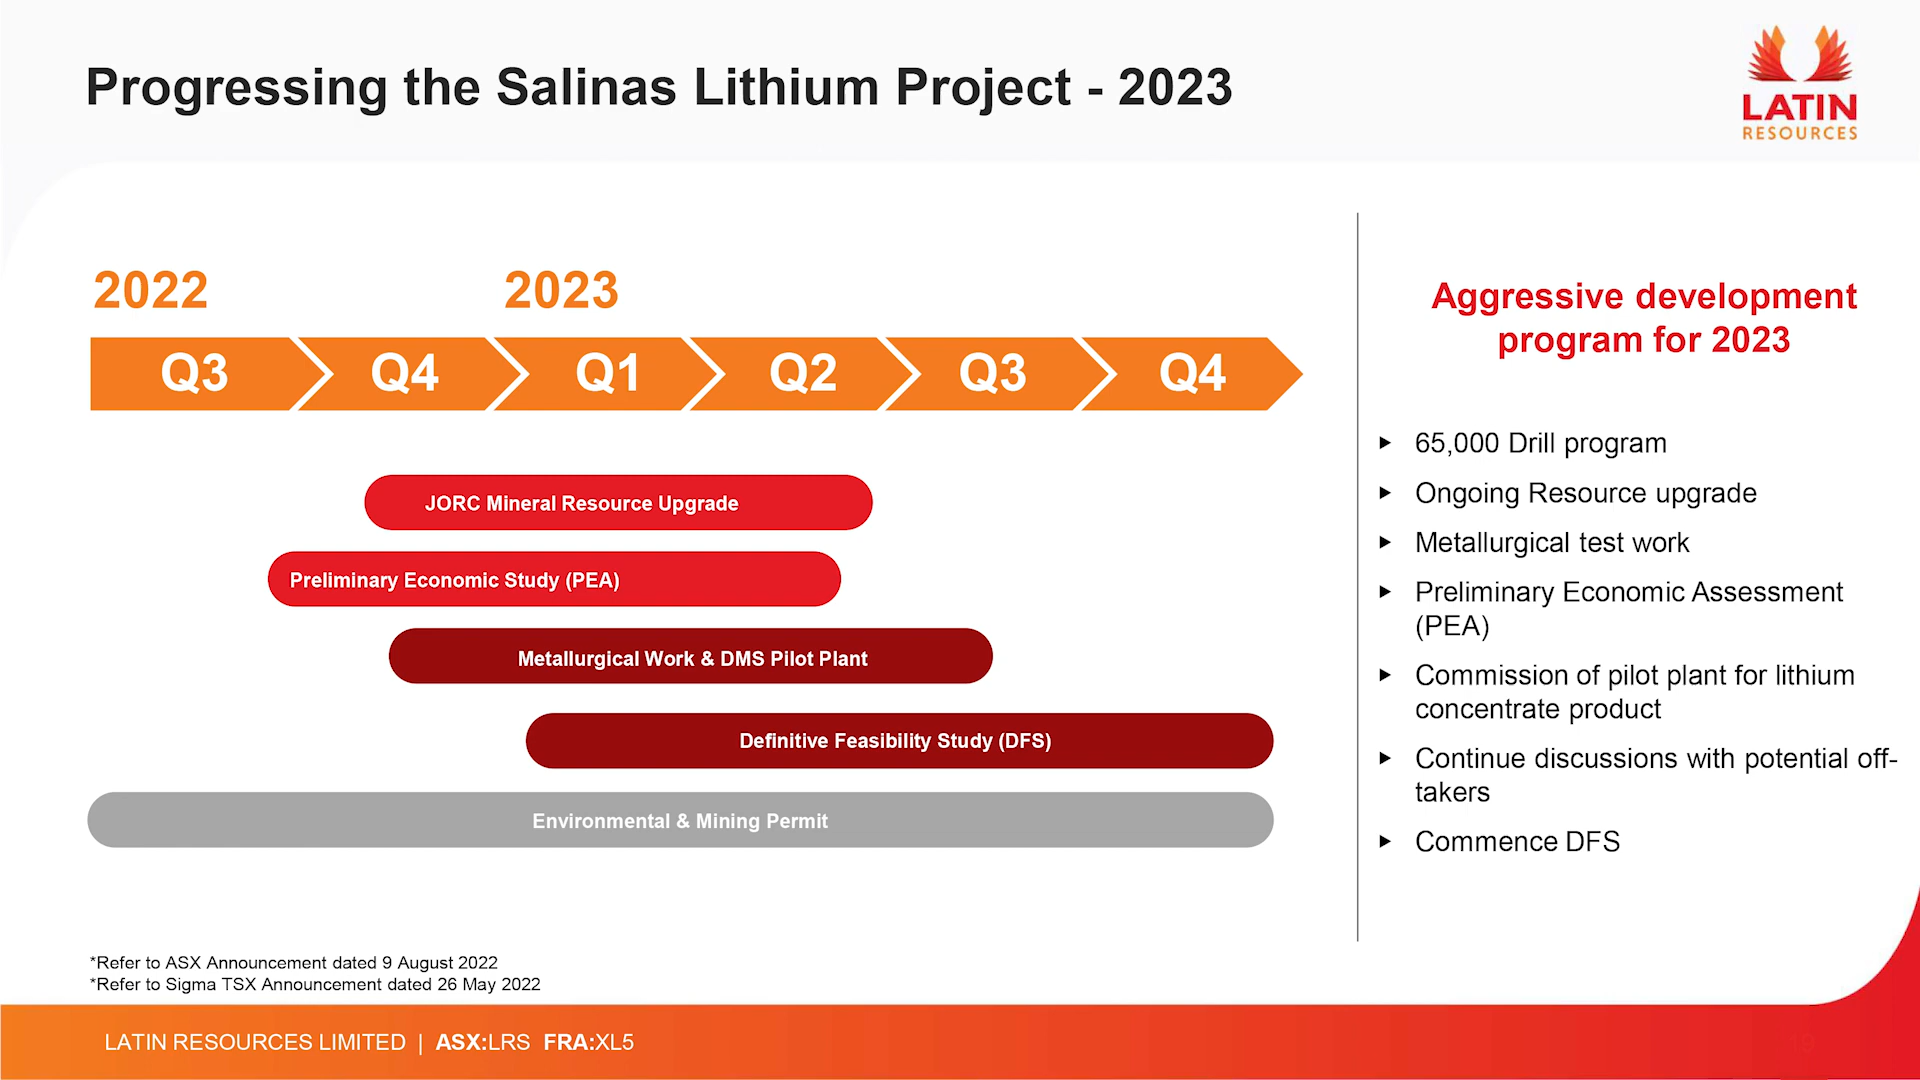 Progressing the Salinas Lithium Project - 2023
LATIN
RESOURCES
2022
2023
Q3
Q4
Q1
Q2
Q3
Q4
JORC Mineral Resource Upgrade
Preliminary Economic Study (PEA)
Metallurgical Work & DMS Pilot Plant
Definitive Feasibility Study (DFS)
Environmental & Mining Permit
Aggressive development
program for 2023
▶ 65,000 Drill program
▶ Ongoing Resource upgrade
▶ Metallurgical test work
▶ Preliminary Economic Assessment
(PEA)
▶ Commission of pilot plant for lithium
concentrate product
▶ Continue discussions with potential off-
takers
▶ Commence DFS
*Refer to ASX Announcement dated 9 August 2022
*Refer to Sigma TSX Announcement dated 26 May 2022
LATIN RESOURCES LIMITED | ASX:LRS FRA:XL5